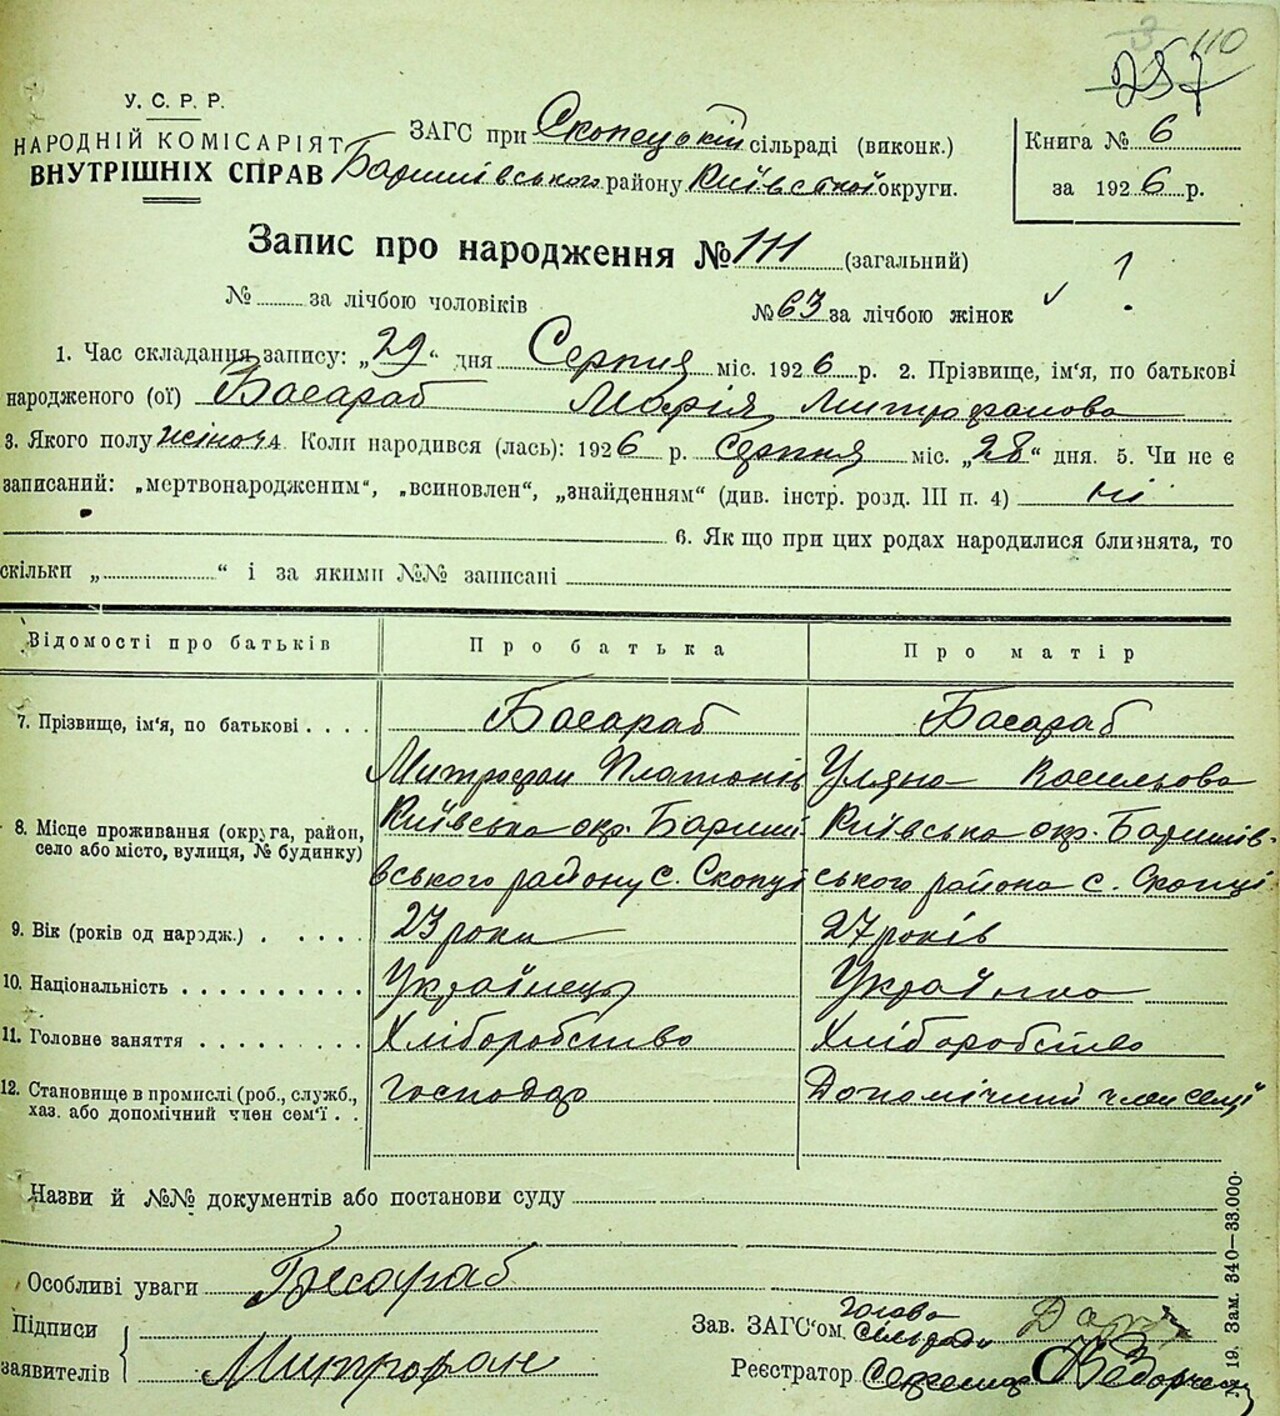 3 110
257
У. С. Р. Р.
НАРОДНІЙ КОМІСАРІЯТ
ВНУТРІШНІХ СПРАВ
ЗАГС при Скопецькій сільраді (виконк.)
Баришівського району Київської округи.
Книга № 6
за 1926 р.
Запис про народження № 111 (загальний)
1
№ за лічбою чоловіків
№ 63 за лічбою жінок
1. Час складання запису: „29“ дня Серпня міс. 1926 р. 2. Прізвище, ім'я, по батькові
народженого (ої) Басараб Марія Митрофанова
3. Якого полу жіноч. 4. Коли народився (лась): 1926 р. Серпня міс. „28“ дня. 5. Чи не є
записаний: „мертвонародженим“, „всиновлен“, „знайденням“ (див. інстр. розд. III п. 4) ні
6. Якщо при цих родах народилися близнята, то
скільки „ “ і за якими №№ записані
Відомості про батьків Про батька Про матір
7. Прізвище, ім'я, по батькові Басараб Басараб
Митрофан Платонів Уляна Васильова
8. Місце проживання (округа, район, Київська окр. Бариші- Київська окр. Баришів-
село або місто, вулиця, № будинку)
вського району с. Скопці ського района с. Скопці
9. Вік (років од народж.) 23 роки 27 років
10. Національність Українець Українка
11. Головне заняття Хліборобство Хліборобство
12. Становище в промислі (роб., служб., Господар Допомічний член семї
хаз. або допомічний член сем'ї
Назви й №№ документів або постанови суду
Особливі уваги Басараб
Підписи
заявителів
Митрофан
Зав. ЗАГС'ом Голова
Сільради
Реєстратор Секретар
19. Зам. 340—33.000.